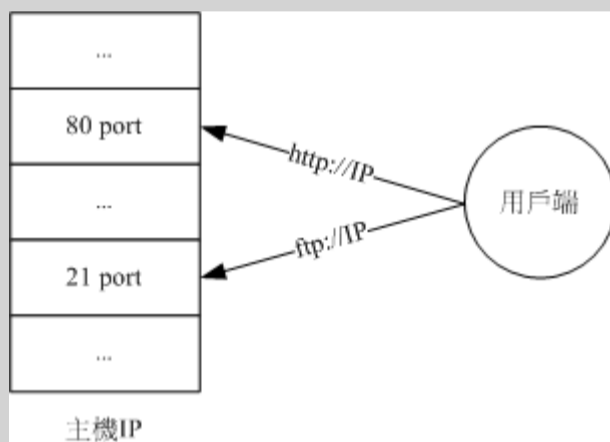 ...
80 port
...
21 port
...
主機IP
http://IP
ftp://IP
用戶端